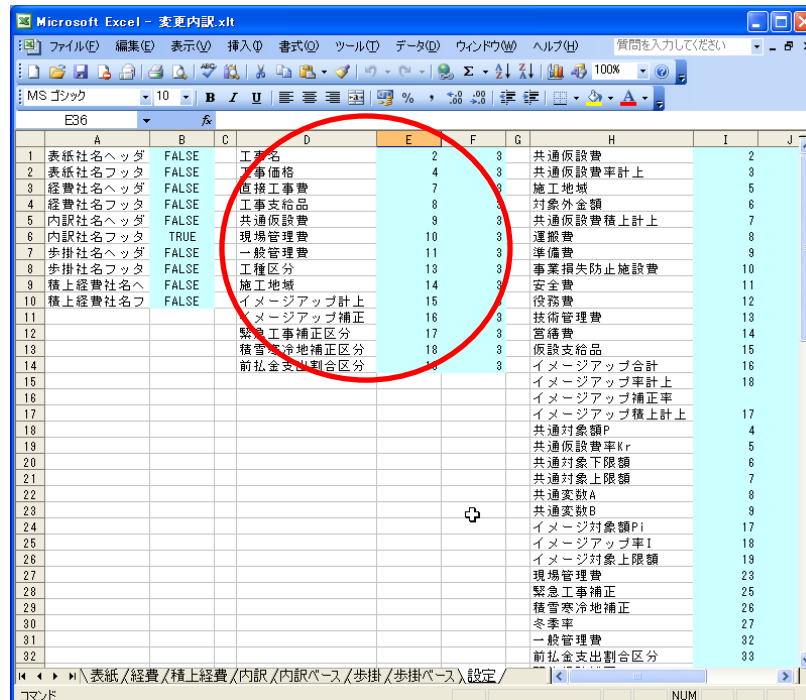 Microsoft Excel - 変更内訳.xlt
ファイル(F) 編集(E) 表示(V) 挿入(I) 書式(O) ツール(T) データ(D) ウィンドウ(W) ヘルプ(H) 質問を入力してください
100%
MS ゴシック 10 B I U % , A
E36 fx
A B C D E F G H I J
1 表紙社名ヘッダ FALSE 工事名 2 3 共通仮設費 2
2 表紙社名フッタ FALSE 工事価格 4 3 共通仮設費率計上 3
3 経費社名ヘッダ FALSE 直接工事費 7 3 施工地域 5
4 経費社名フッタ FALSE 工事支給品 8 3 対象外金額 6
5 内訳社名ヘッダ FALSE 共通仮設費 9 3 共通仮設費積上計上 7
6 内訳社名フッタ TRUE 現場管理費 10 3 運搬費 8
7 歩掛社名ヘッダ FALSE 一般管理費 11 3 準備費 9
8 歩掛社名フッタ FALSE 工種区分 13 3 事業損失防止施設費 10
9 積上経費社名ヘ FALSE 施工地域 14 3 安全費 11
10 積上経費社名フ FALSE イメージアップ計上 15 3 役務費 12
11 イメージアップ補正 16 3 技術管理費 13
12 緊急工事補正区分 17 3 営繕費 14
13 積雪寒冷地補正区分 18 3 仮設支給品 15
14 前払金支出割合区分 3 イメージアップ合計 16
15 イメージアップ率計上 18
16 イメージアップ補正率
17 イメージアップ積上計上 17
18 共通対象額P 4
19 共通仮設費率Kr 5
20 共通対象下限額 6
21 共通対象上限額 7
22 共通変数A 8
23 共通変数B 9
24 イメージ対象額Pi 17
25 イメージアップ率I 18
26 イメージ対象上限額 19
27 現場管理費 23
28 緊急工事補正 25
29 積雪寒冷地補正 26
30 冬季率 27
31 一般管理費 32
32 前払金支出割合区分 33
表紙 経費 積上経費 内訳 内訳ベース 歩掛 歩掛ベース 設定
コマンド NUM